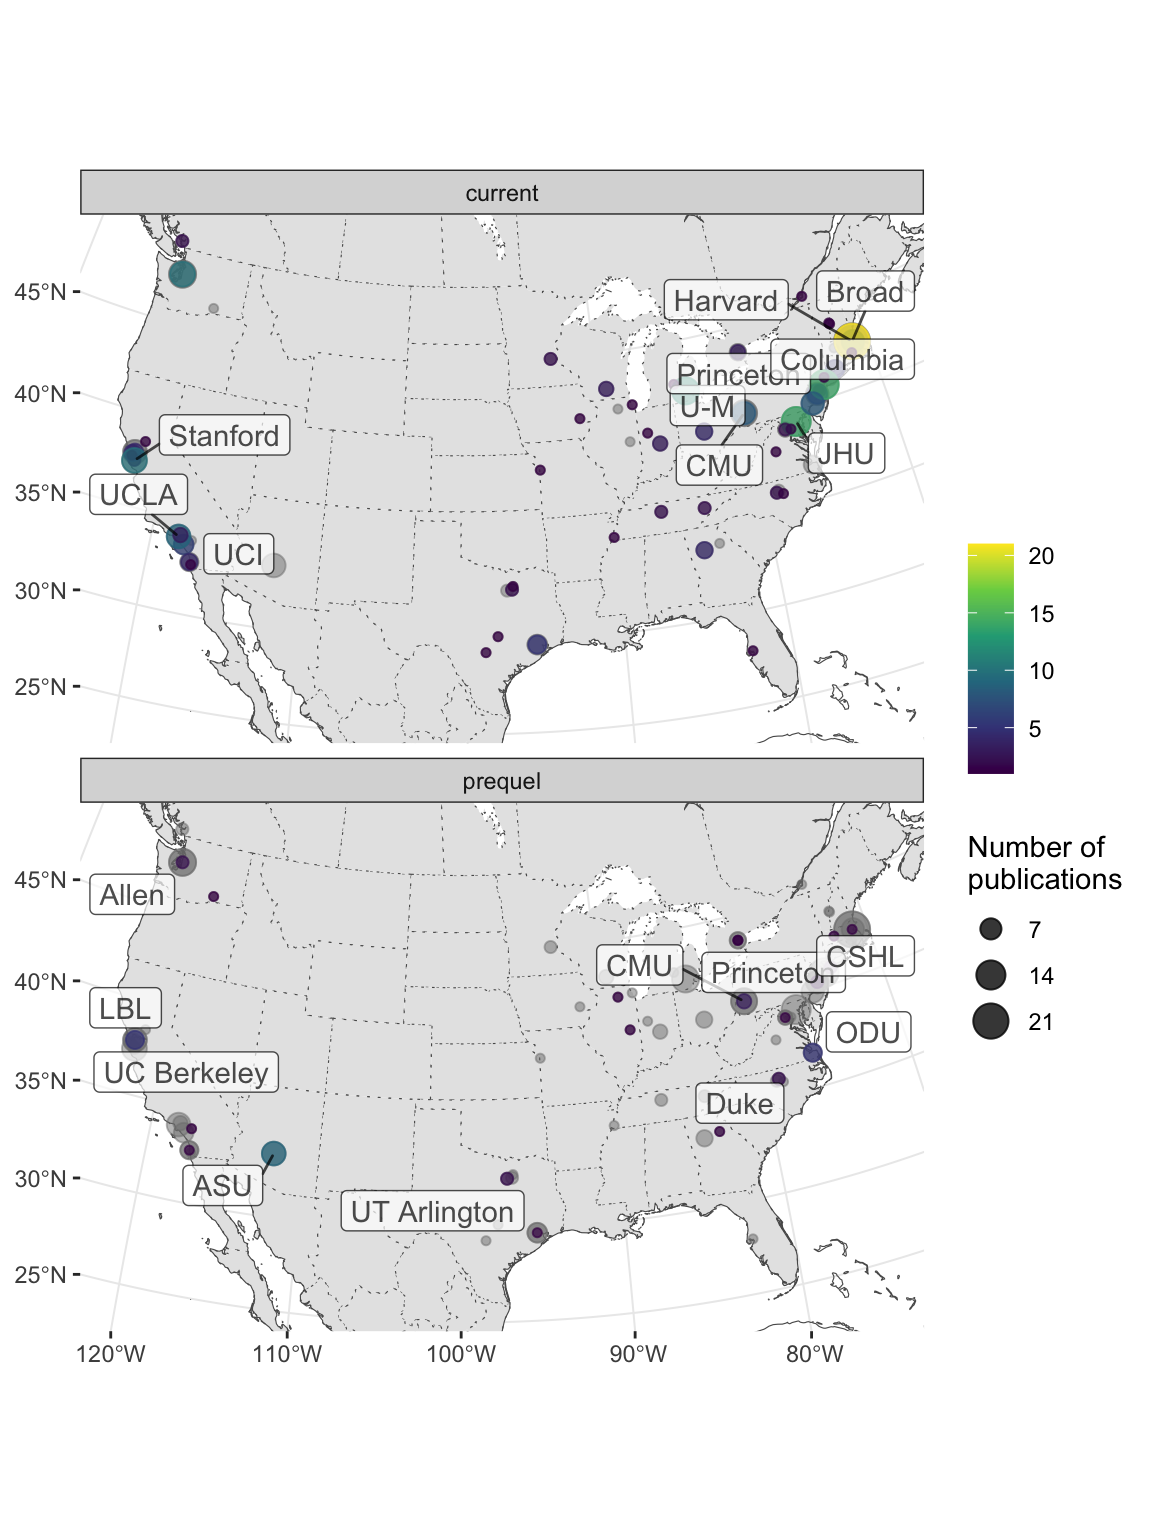 current
45°N
40°N
35°N
30°N
25°N
Harvard
Broad
Columbia
Princeton
U-M
CMU
JHU
Stanford
UCLA
UCI
20
15
10
5
prequel
45°N
40°N
35°N
30°N
25°N
Allen
CMU
Princeton
CSHL
LBL
ODU
UC Berkeley
Duke
ASU
UT Arlington
120°W
110°W
100°W
90°W
80°W
Number of
publications
7
14
21